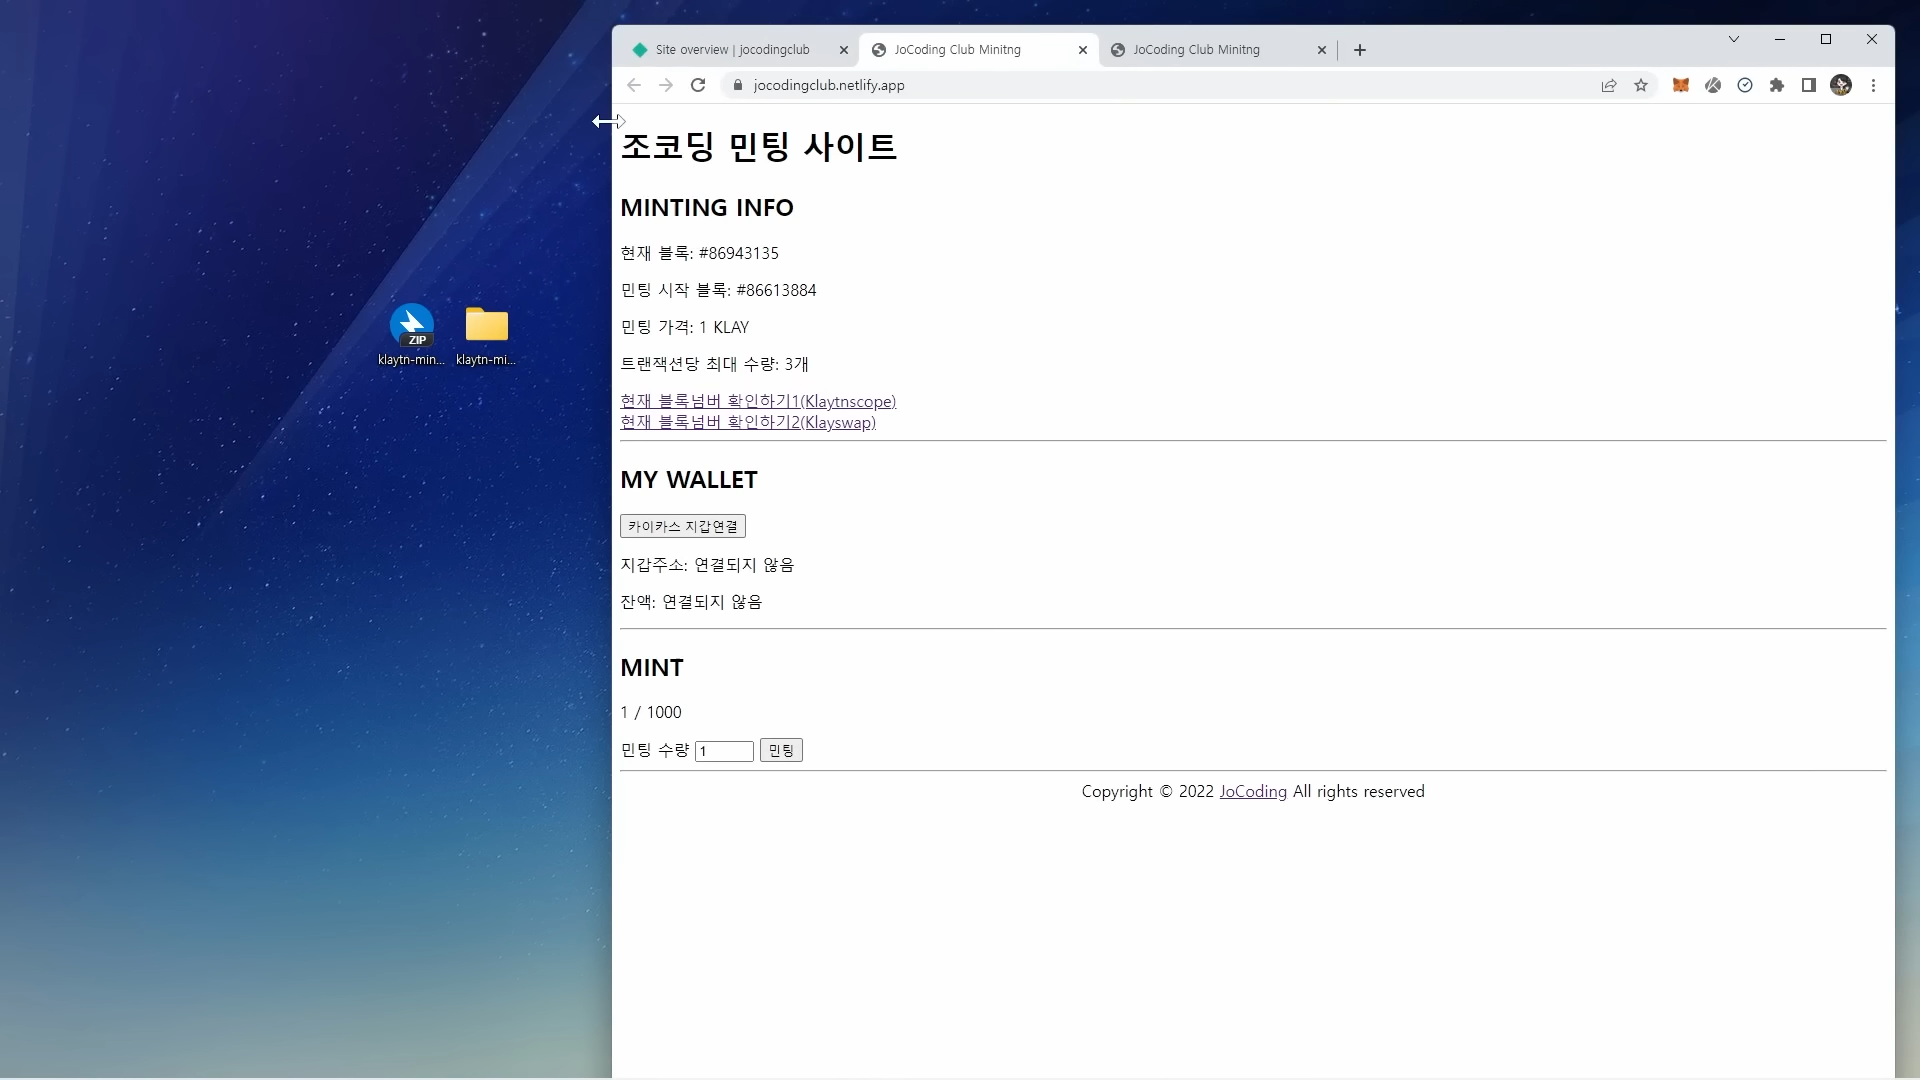 Site overview | jocodingclub
JoCoding Club Minitng
JoCoding Club Minitng
jocodingclub.netlify.app
조코딩 민팅 사이트
MINTING INFO
현재 블록: #86943135
민팅 시작 블록: #86613884
민팅 가격: 1 KLAY
트랜잭션당 최대 수량: 3개
현재 블록넘버 확인하기1(Klaytnscope)
현재 블록넘버 확인하기2(Klayswap)
ZIP
klaytn-min...
klaytn-mi...
MY WALLET
카이카스 지갑연결
지갑주소: 연결되지 않음
잔액: 연결되지 않음
MINT
1 / 1000
민팅 수량 1 민팅
Copyright © 2022 JoCoding All rights reserved